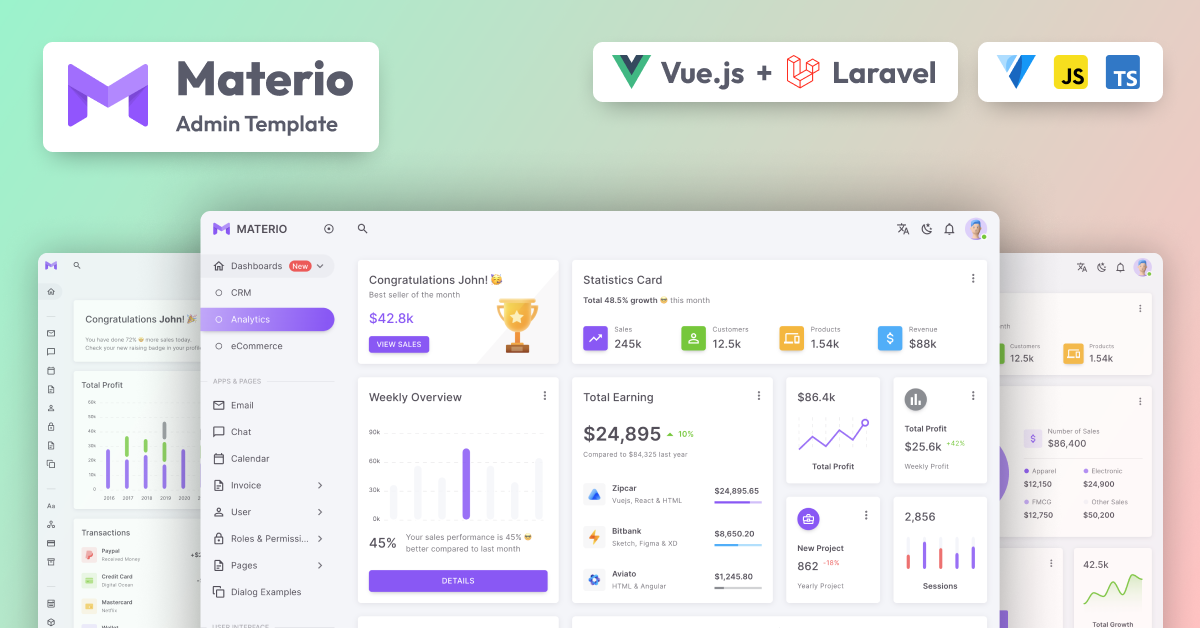 Materio
Admin Template
Vue.js + Laravel
JS
TS
MATERIO
Dashboards New
CRM
Analytics
eCommerce
APPS & PAGES
Email
Chat
Calendar
Invoice
User
Roles & Permissi...
Pages
Dialog Examples
USER INTERFACE
Congratulations John! 🥳
Best seller of the month
$42.8k
VIEW SALES
Statistics Card
Total 48.5% growth 😎 this month
Sales
245k
Customers
12.5k
Products
1.54k
Revenue
$88k
Weekly Overview
90k
60k
30k
0k
45%
Your sales performance is 45% 😎
better compared to last month
DETAILS
Total Earning
$24,895 10%
Compared to $84,325 last year
Zipcar
Vuejs, React & HTML
$24,895.65
Bitbank
Sketch, Figma & XD
$8,650.20
Aviato
HTML & Angular
$1,245.80
$86.4k
Total Profit
Total Profit
$25.6k +42%
Weekly Profit
New Project
862 -18%
Yearly Project
2,856
Sessions
Congratulations John! 🎉
You have done 72% 🤩 more sales today.
Check your new raising badge in your profile
Total Profit
60k
50k
40k
30k
20k
10k
0k
2016 2017 2018 2019 2020
Aa
Transactions
Paypal
Received Money
Credit Card
Digital Ocean
Mastercard
Netflix
Wallet
Customers
12.5k
Products
1.54k
Number of Sales
$86,400
Apparel
$12,150
Electronic
$24,900
FMCG
$12,750
Other Sales
$50,200
42.5k
Total Growth